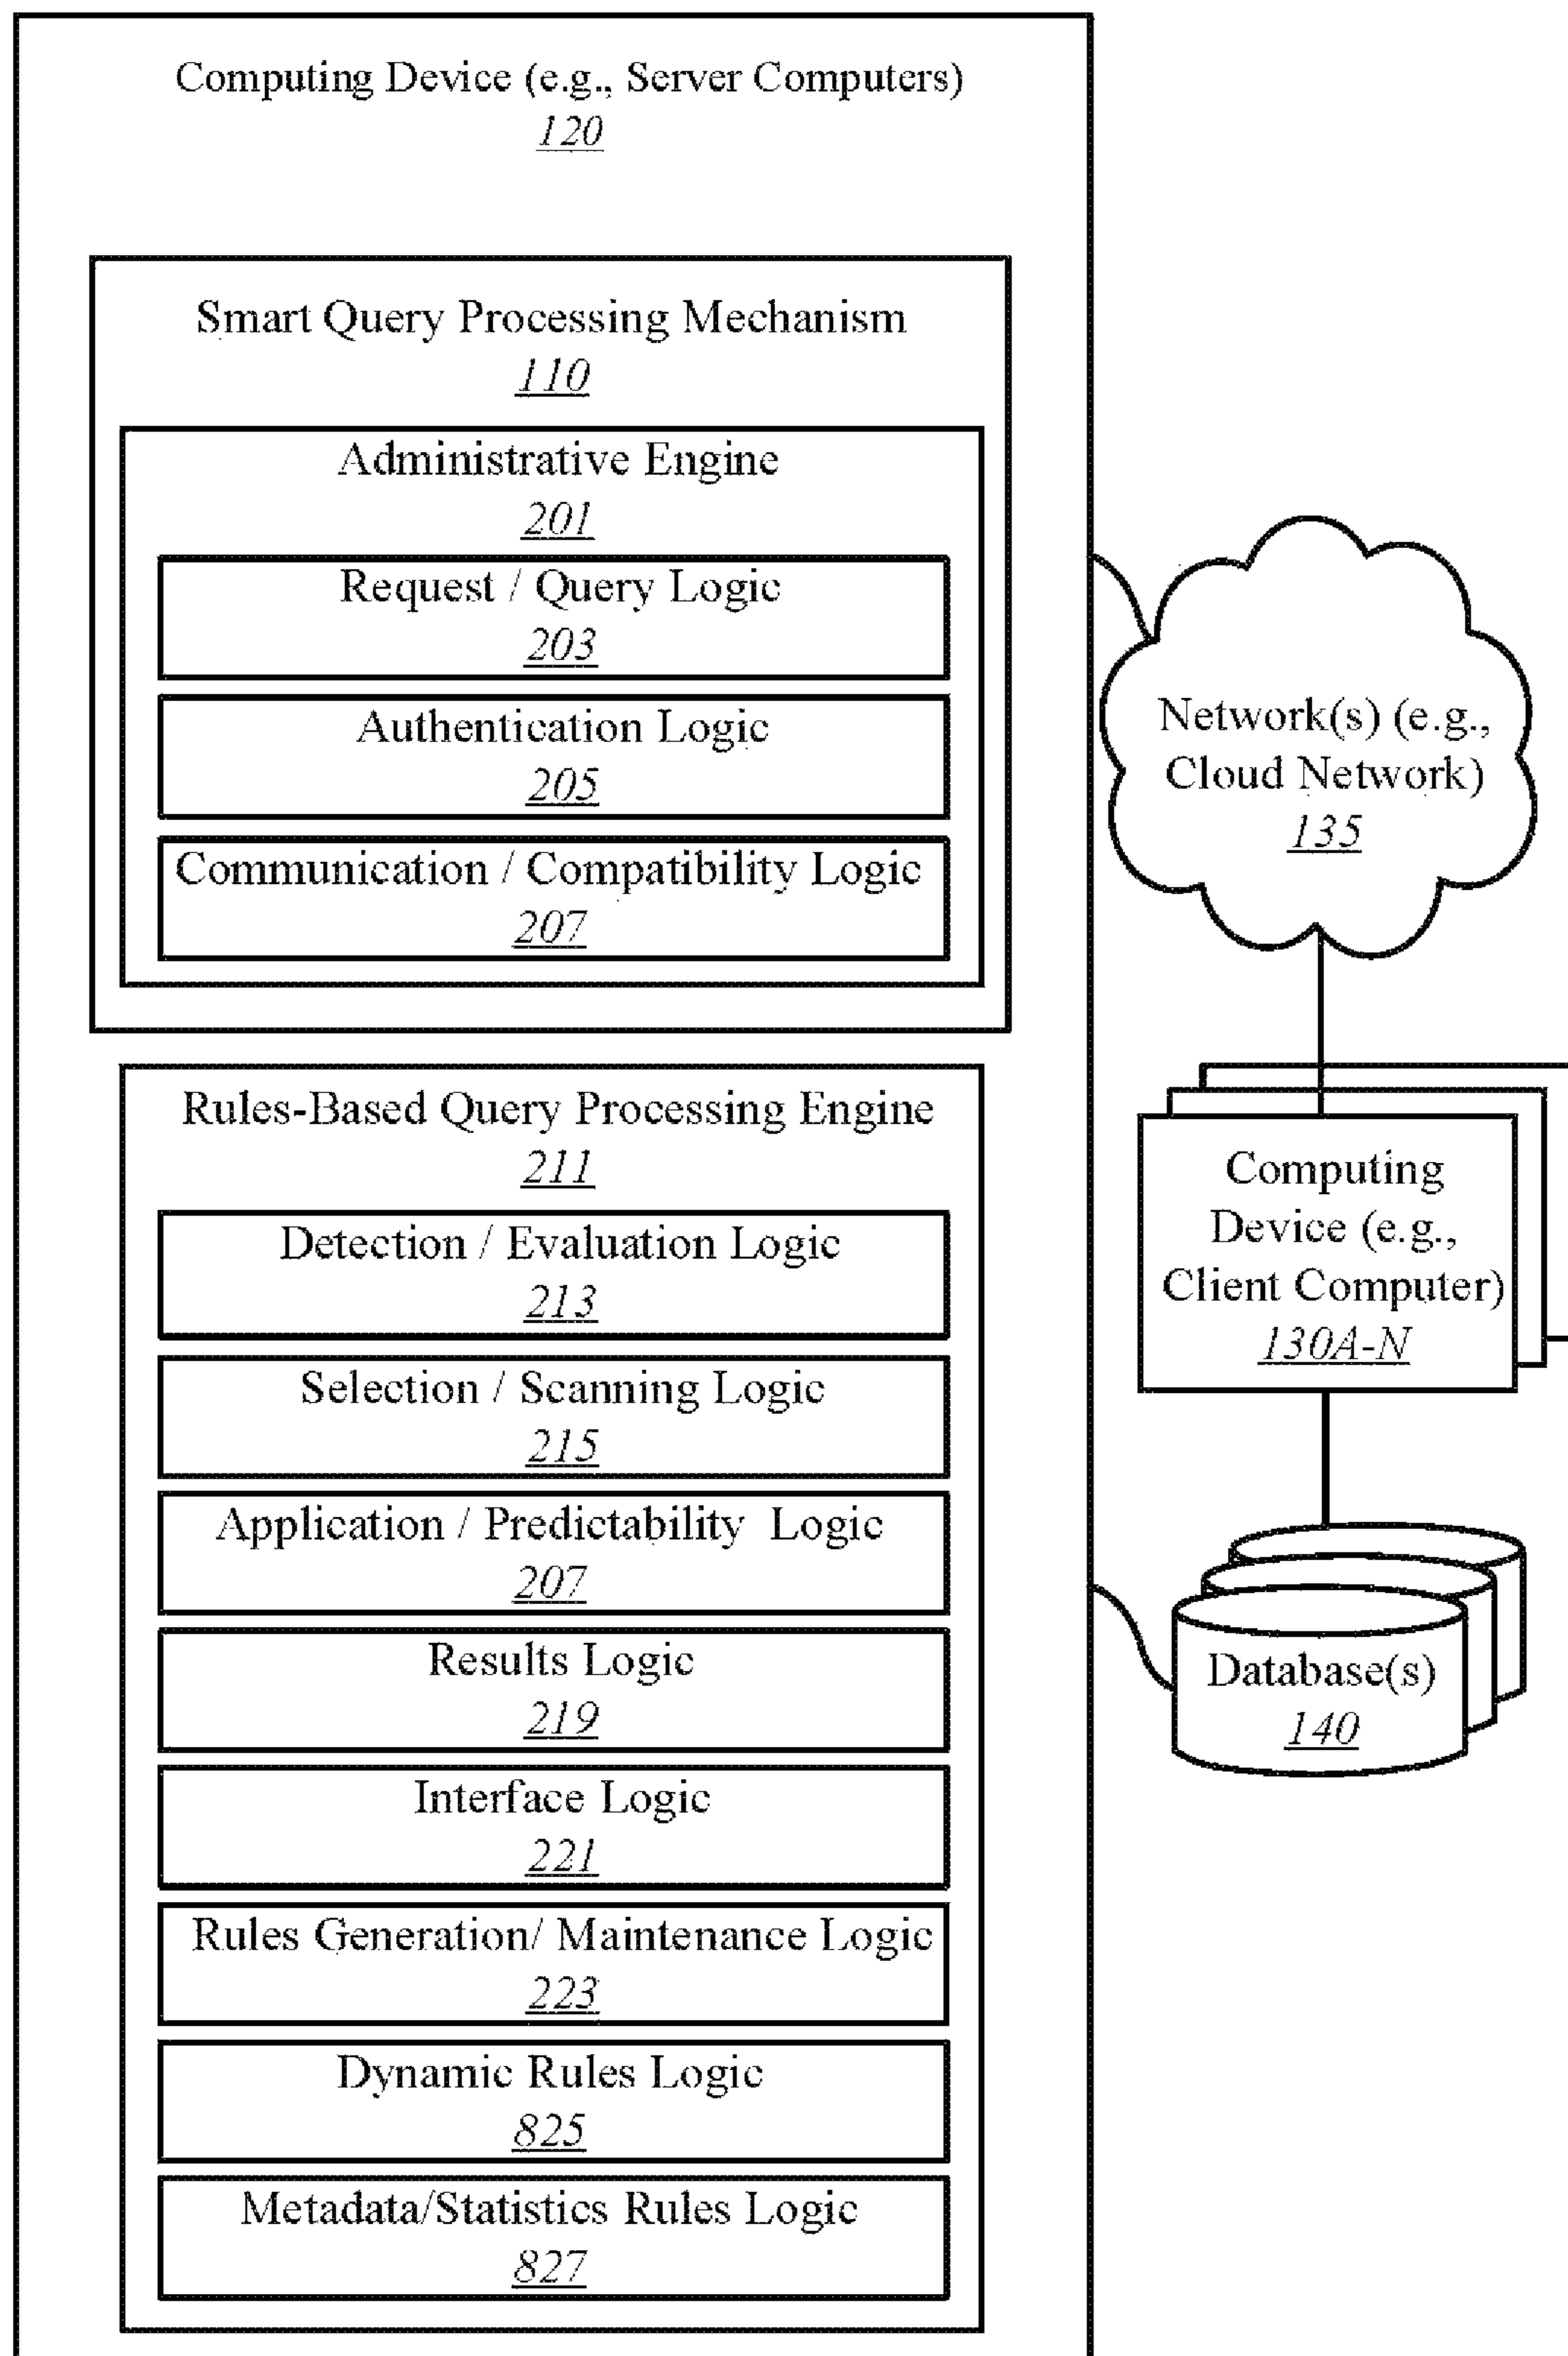 Computing Device (e.g., Server Computers)
120
Smart Query Processing Mechanism
110
Administrative Engine
201
Request / Query Logic
203
Authentication Logic
205
Communication / Compatibility Logic
207
Rules-Based Query Processing Engine
211
Detection / Evaluation Logic
213
Selection / Scanning Logic
215
Application / Predictability Logic
207
Results Logic
219
Interface Logic
221
Rules Generation/ Maintenance Logic
223
Dynamic Rules Logic
825
Metadata/Statistics Rules Logic
827
Network(s) (e.g.,
Cloud Network)
135
Computing
Device (e.g.,
Client Computer)
130A-N
Database(s)
140